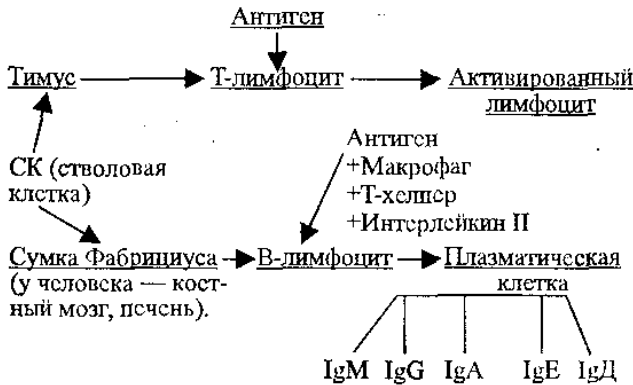 Антиген
Тимус Т-лимфоцит Активированный
лимфоцит
Антиген
СК (стволовая +Макрофаг
клетка) +Т-хелпер
+Интерлейкин II
Сумка Фабрициуса В-лимфоцит Плазматическая
(у человека — кост- клетка
ный мозг, печень).
IgM IgG IgA IgE IgД